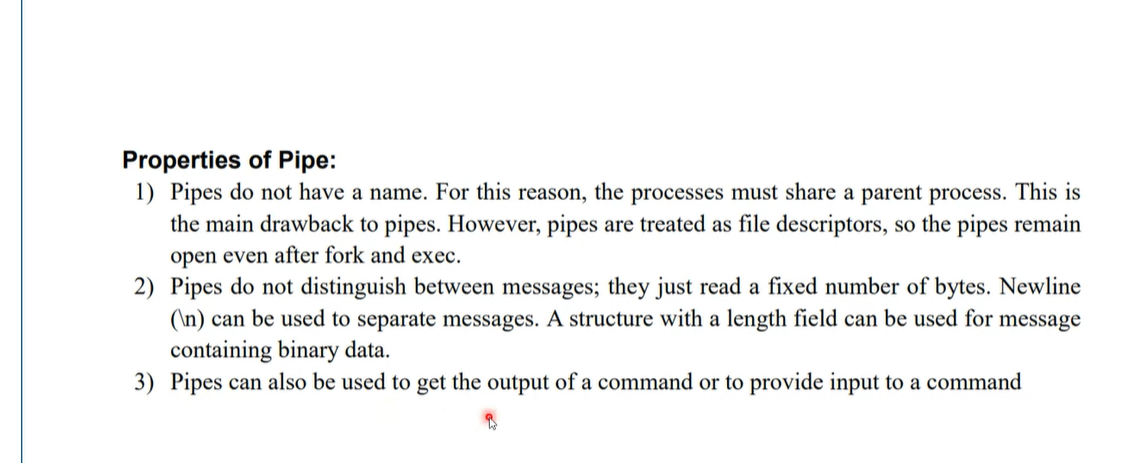 Properties of Pipe:
1) Pipes do not have a name. For this reason, the processes must share a parent process. This is
the main drawback to pipes. However, pipes are treated as file descriptors, so the pipes remain
open even after fork and exec.
2) Pipes do not distinguish between messages; they just read a fixed number of bytes. Newline
(\n) can be used to separate messages. A structure with a length field can be used for message
containing binary data.
3) Pipes can also be used to get the output of a command or to provide input to a command